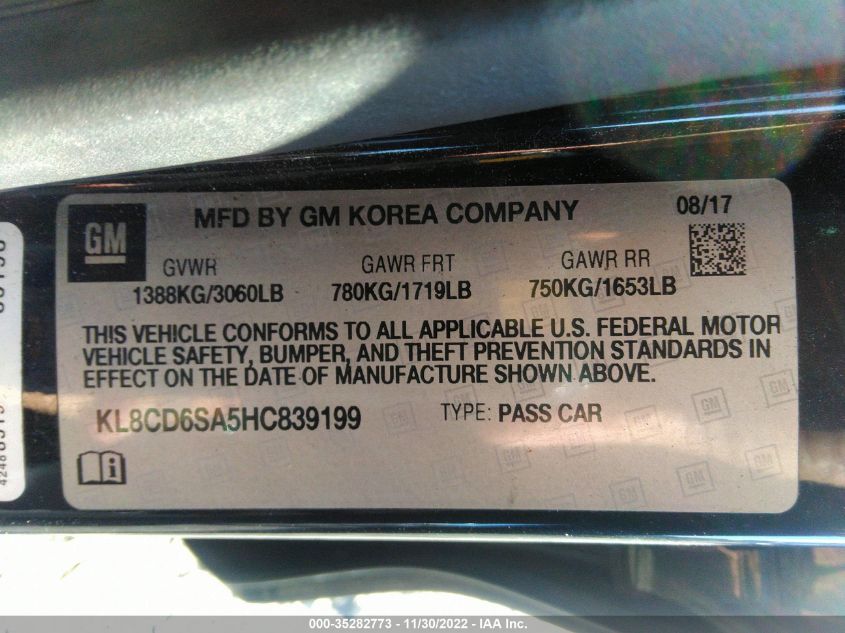 GM
MFD BY GM KOREA COMPANY
08/17
GVWR GAWR FRT GAWR RR
1388KG/3060LB 780KG/1719LB 750KG/1653LB
THIS VEHICLE CONFORMS TO ALL APPLICABLE U.S. FEDERAL MOTOR
VEHICLE SAFETY, BUMPER, AND THEFT PREVENTION STANDARDS IN
EFFECT ON THE DATE OF MANUFACTURE SHOWN ABOVE.
KL8CD6SA5HC839199 TYPE: PASS CAR
000-35282773 - 11/30/2022 - IAA Inc.